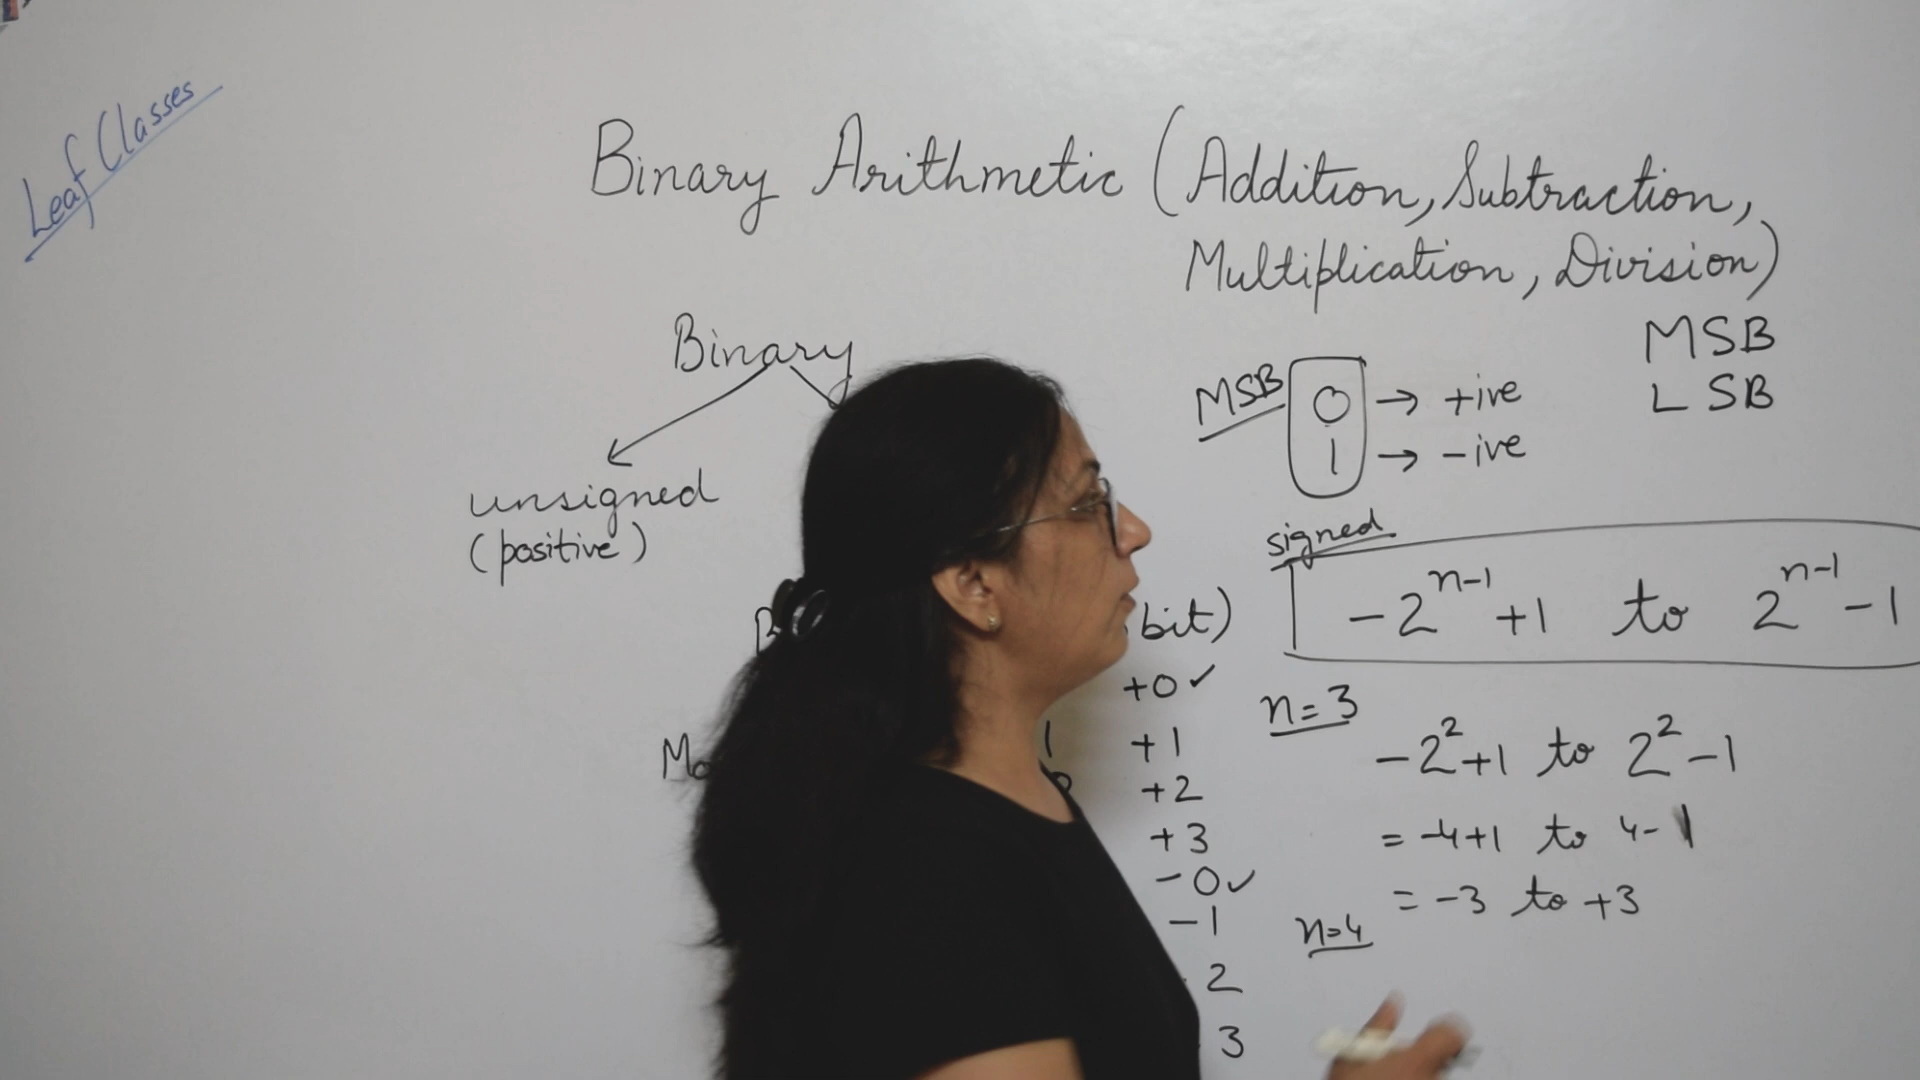 Leaf Classes
Binary Arithmetic (Addition, Subtraction,
Multiplication, Division)
Binary
unsigned
(positive)
MSB 0 → +ive
1 → -ive
MSB
LSB
signed
-2^{n-1}+1 to 2^{n-1}-1
bit)
+0 ✓
1 +1
+2
+3
-0 ✓
-1
2
3
n=3
-2²+1 to 2²-1
= -4+1 to 4-1
= -3 to +3
n=4